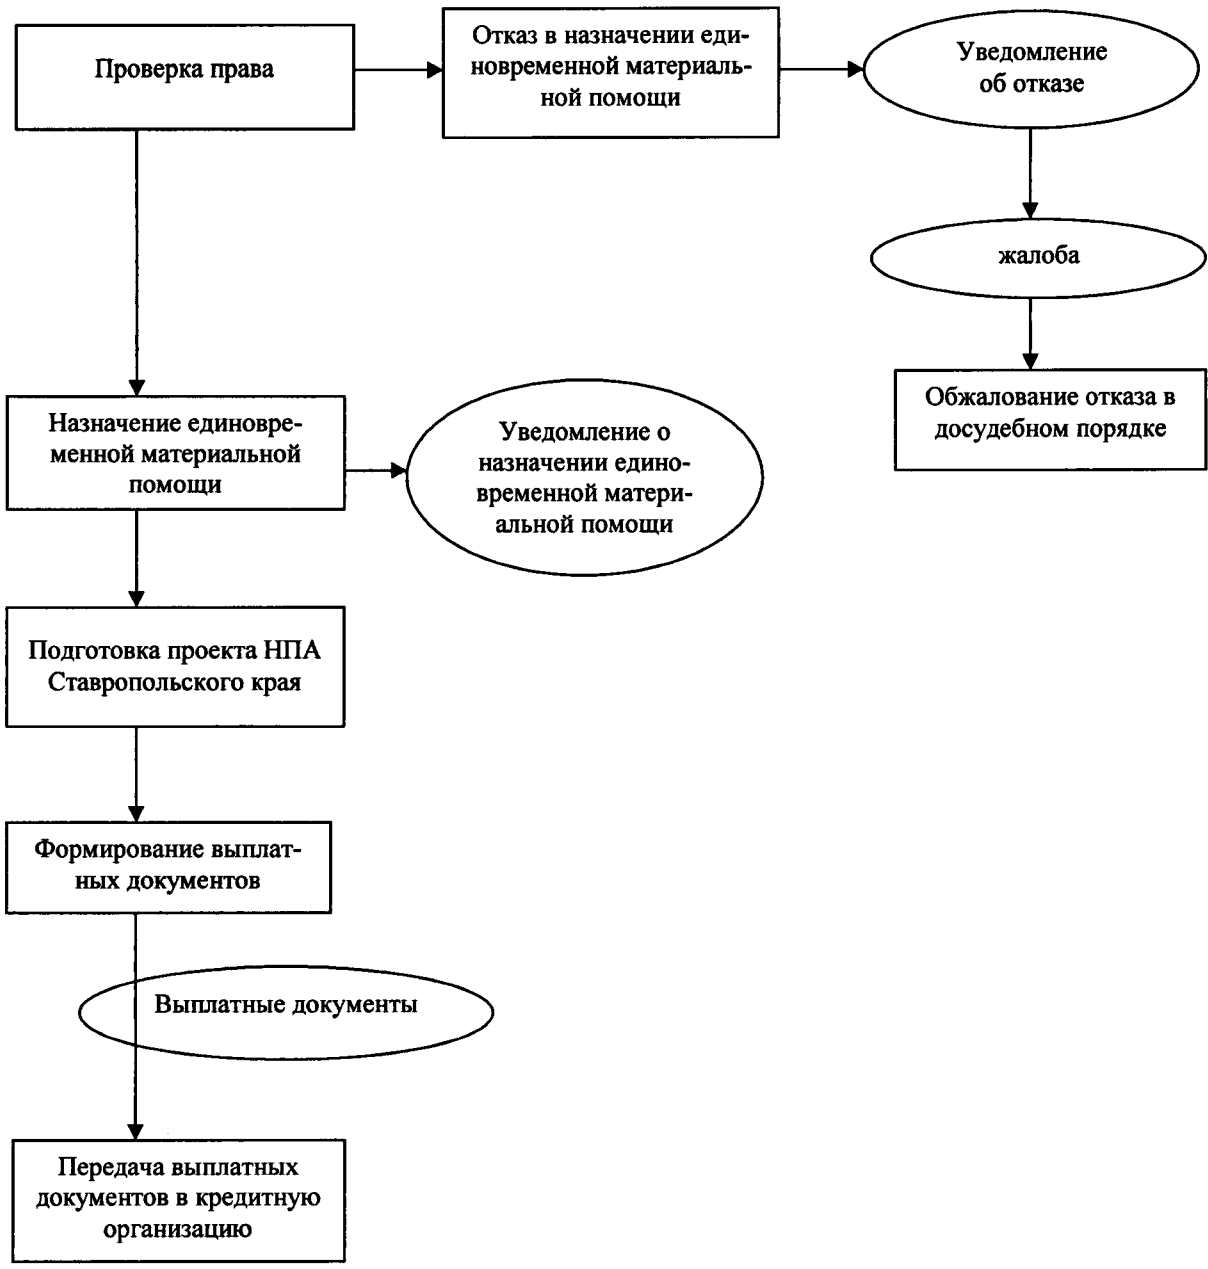 Проверка права
Отказ в назначении еди-
новременной материаль-
ной помощи
Уведомление
об отказе
жалоба
Обжалование отказа в
досудебном порядке
Назначение единовре-
менной материальной
помощи
Уведомление о
назначении едино-
временной матери-
альной помощи
Подготовка проекта НПА
Ставропольского края
Формирование выплат-
ных документов
Выплатные документы
Передача выплатных
документов в кредитную
организацию